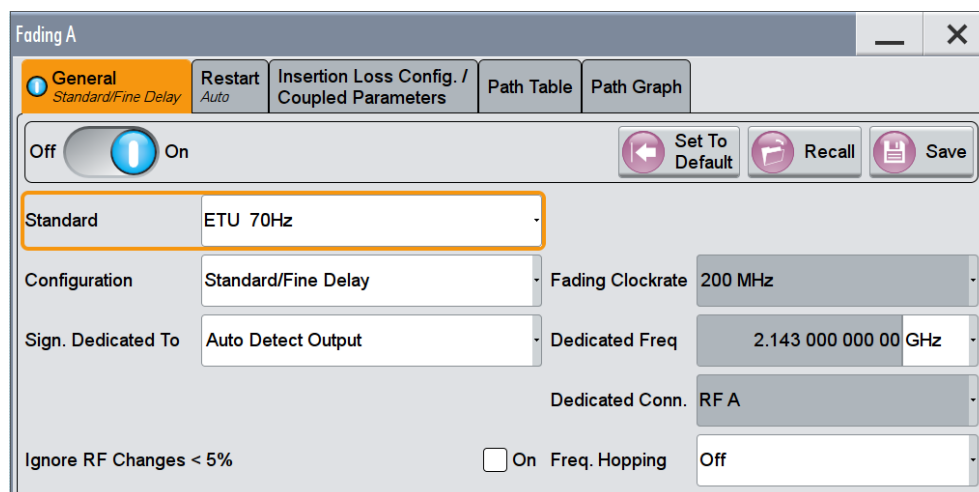 Fading A
General
Standard/Fine Delay
Restart
Auto
Insertion Loss Config. /
Coupled Parameters
Path Table
Path Graph
Off
On
Set To
Default
Recall
Save
Standard
ETU 70Hz
Configuration
Standard/Fine Delay
Fading Clockrate
200 MHz
Sign. Dedicated To
Auto Detect Output
Dedicated Freq
2.143 000 000 00 GHz
Dedicated Conn.
RF A
Ignore RF Changes < 5%
On
Freq. Hopping
Off